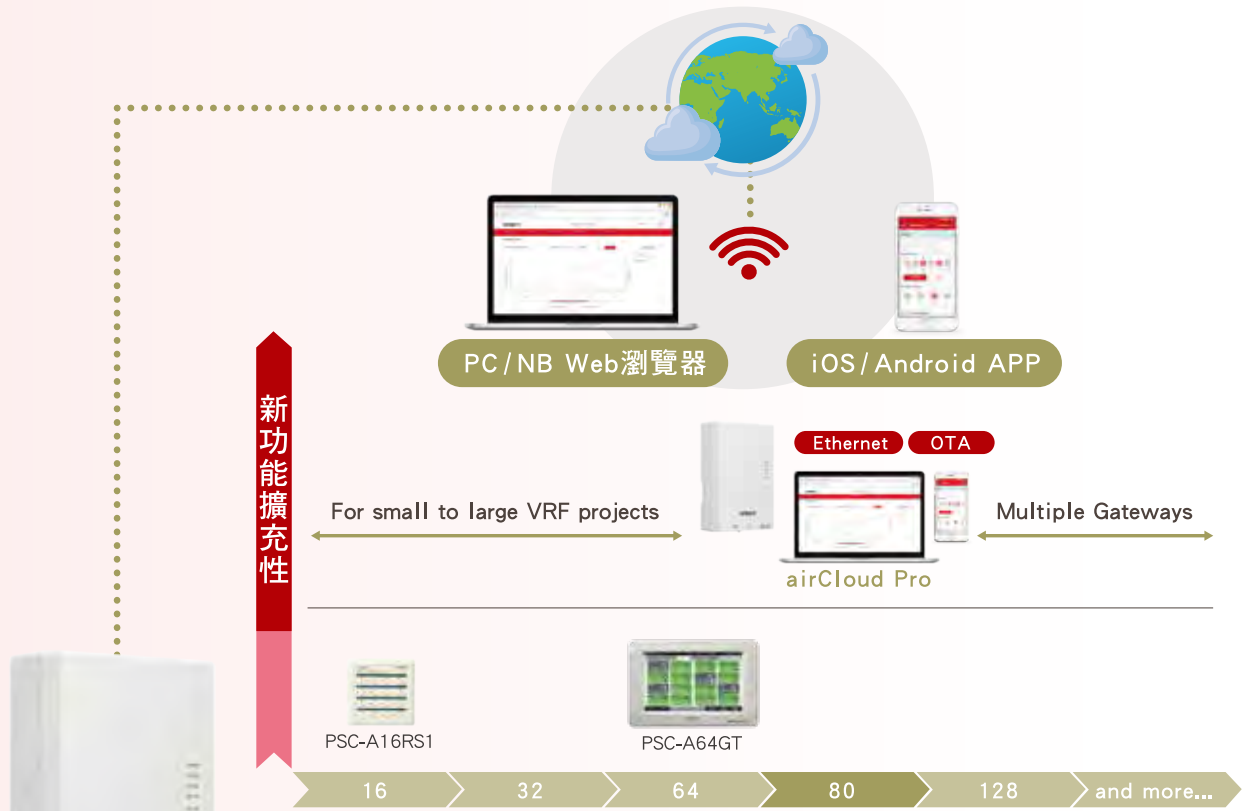 PC/NB Web瀏覽器
iOS/Android APP
新功能擴充性
Ethernet
OTA
For small to large VRF projects
Multiple Gateways
airCloud Pro
PSC-A16RS1
PSC-A64GT
16
32
64
80
128
and more...